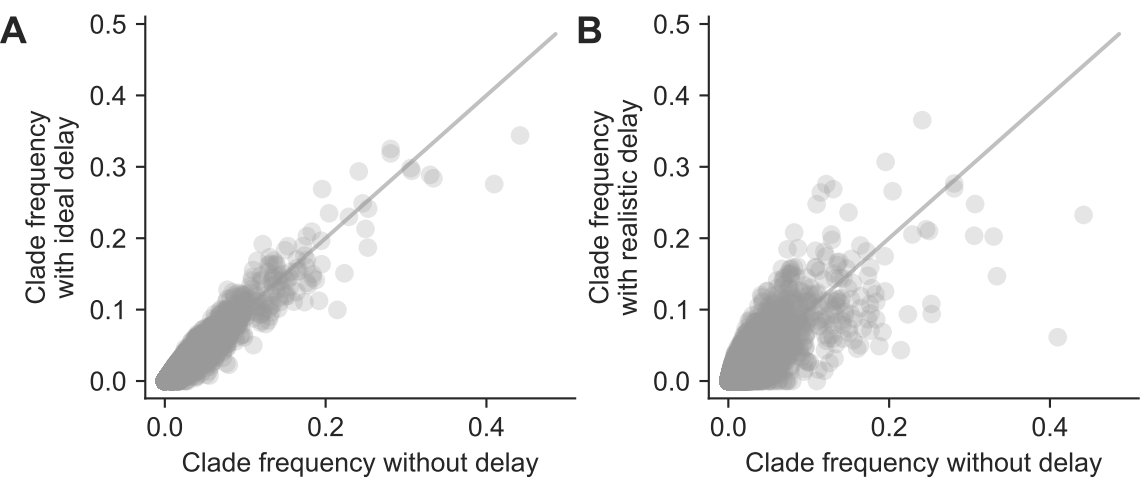 A
0.5
0.4
0.3
0.2
0.1
0.0
Clade frequency
with ideal delay
0.0 0.2 0.4
Clade frequency without delay
B
0.5
0.4
0.3
0.2
0.1
0.0
Clade frequency
with realistic delay
0.0 0.2 0.4
Clade frequency without delay